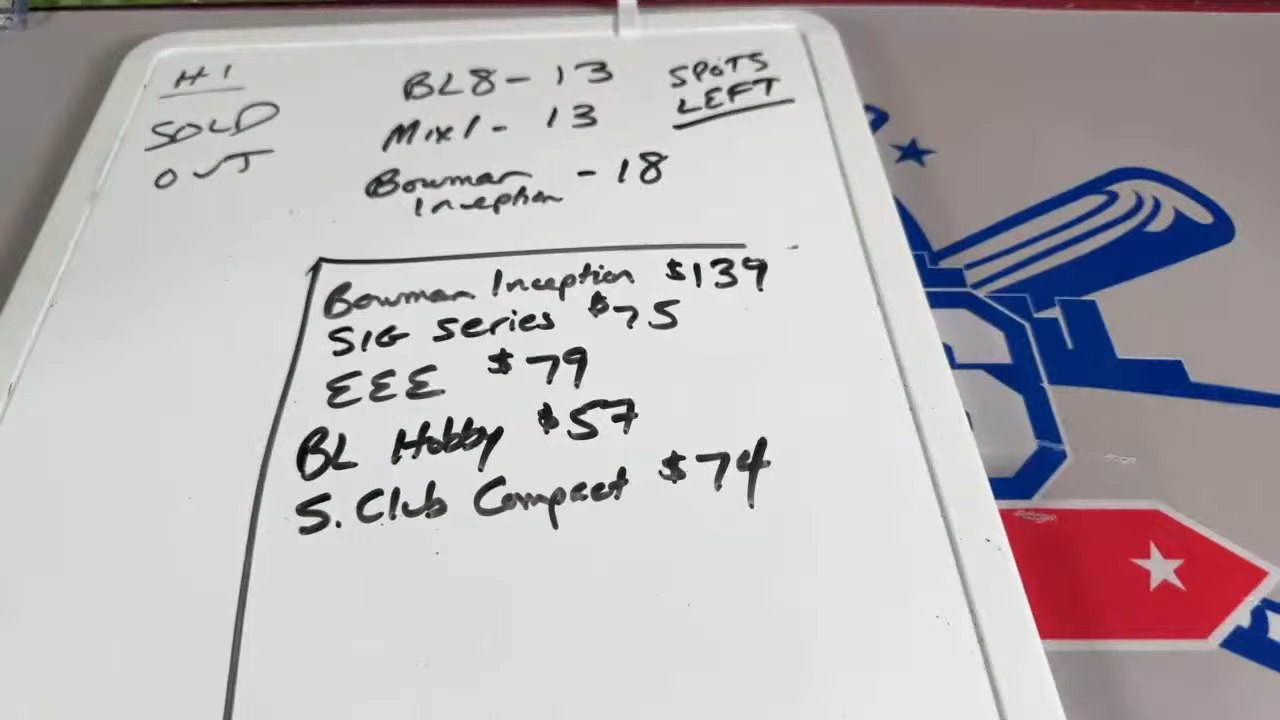 H1
SOLD
OUT
BL8 - 13
Mix1 - 13
Bowman Inception - 18
SPOTS
LEFT
Bowman Inception $139
SIG Series $75
EEE $79
BL Hobby $57
S. Club Compact $74